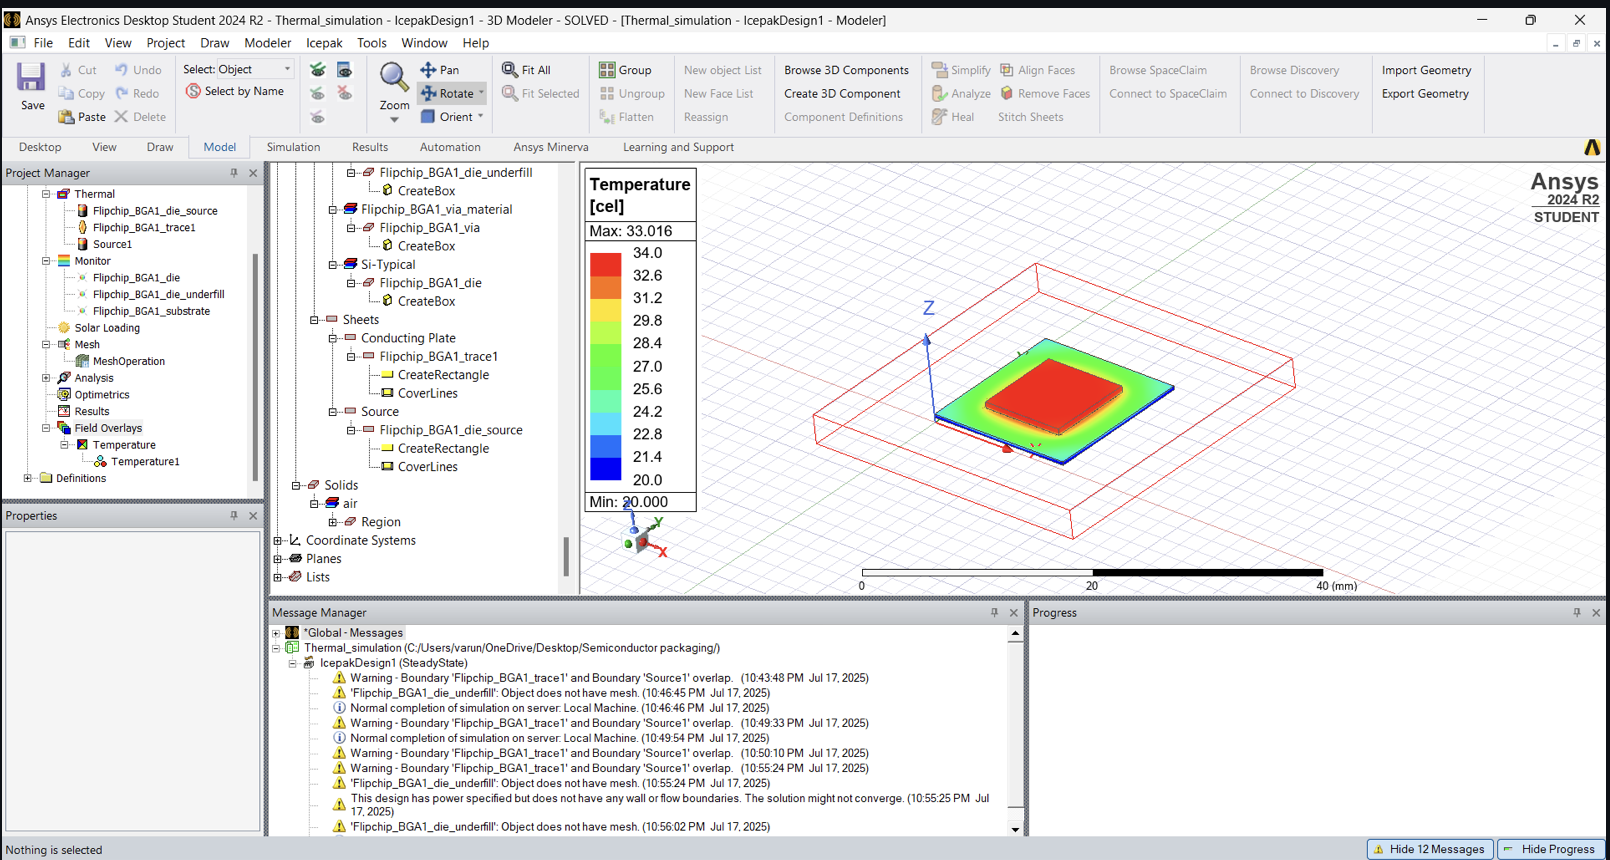 Ansys Electronics Desktop Student 2024 R2 - Thermal_simulation - IcepakDesign1 - 3D Modeler - SOLVED - [Thermal_simulation - IcepakDesign1 - Modeler]
File Edit View Project Draw Modeler Icepak Tools Window Help
Save
Cut
Copy
Paste
Undo
Redo
Delete
Select: Object
Select by Name
Zoom
Pan
Rotate
Orient
Fit All
Fit Selected
Group
Ungroup
Flatten
New object List
New Face List
Reassign
Browse 3D Components
Create 3D Component
Component Definitions
Simplify
Analyze
Heal
Align Faces
Remove Faces
Stitch Sheets
Browse SpaceClaim
Connect to SpaceClaim
Browse Discovery
Connect to Discovery
Import Geometry
Export Geometry
Desktop View Draw Model Simulation Results Automation Ansys Minerva Learning and Support
Project Manager
Thermal
Flipchip_BGA1_die_source
Flipchip_BGA1_trace1
Source1
Monitor
Flipchip_BGA1_die
Flipchip_BGA1_die_underfill
Flipchip_BGA1_substrate
Solar Loading
Mesh
MeshOperation
Analysis
Optimetrics
Results
Field Overlays
Temperature
Temperature1
Definitions
Properties
Flipchip_BGA1_die_underfill
CreateBox
Flipchip_BGA1_via_material
Flipchip_BGA1_via
CreateBox
Si-Typical
Flipchip_BGA1_die
CreateBox
Sheets
Conducting Plate
Flipchip_BGA1_trace1
CreateRectangle
CoverLines
Source
Flipchip_BGA1_die_source
CreateRectangle
CoverLines
Solids
air
Region
Coordinate Systems
Planes
Lists
Temperature
[cel]
Max: 33.016
34.0
32.6
31.2
29.8
28.4
27.0
25.6
24.2
22.8
21.4
20.0
Min: 20.000
Z
Y
X
Z
Ansys
2024 R2
STUDENT
0 20 40 (mm)
Message Manager
*Global - Messages
Thermal_simulation (C:/Users/varun/OneDrive/Desktop/Semiconductor packaging/)
IcepakDesign1 (SteadyState)
Warning - Boundary 'Flipchip_BGA1_trace1' and Boundary 'Source1' overlap. (10:43:48 PM Jul 17, 2025)
'Flipchip_BGA1_die_underfill': Object does not have mesh. (10:46:45 PM Jul 17, 2025)
Normal completion of simulation on server: Local Machine. (10:46:46 PM Jul 17, 2025)
Warning - Boundary 'Flipchip_BGA1_trace1' and Boundary 'Source1' overlap. (10:49:33 PM Jul 17, 2025)
Normal completion of simulation on server: Local Machine. (10:49:54 PM Jul 17, 2025)
Warning - Boundary 'Flipchip_BGA1_trace1' and Boundary 'Source1' overlap. (10:50:10 PM Jul 17, 2025)
Warning - Boundary 'Flipchip_BGA1_trace1' and Boundary 'Source1' overlap. (10:55:24 PM Jul 17, 2025)
'Flipchip_BGA1_die_underfill': Object does not have mesh. (10:55:24 PM Jul 17, 2025)
This design has power specified but does not have any wall or flow boundaries. The solution might not converge. (10:55:25 PM Jul
17, 2025)
'Flipchip_BGA1_die_underfill': Object does not have mesh. (10:56:02 PM Jul 17, 2025)
Progress
Nothing is selected
Hide 12 Messages
Hide Progress